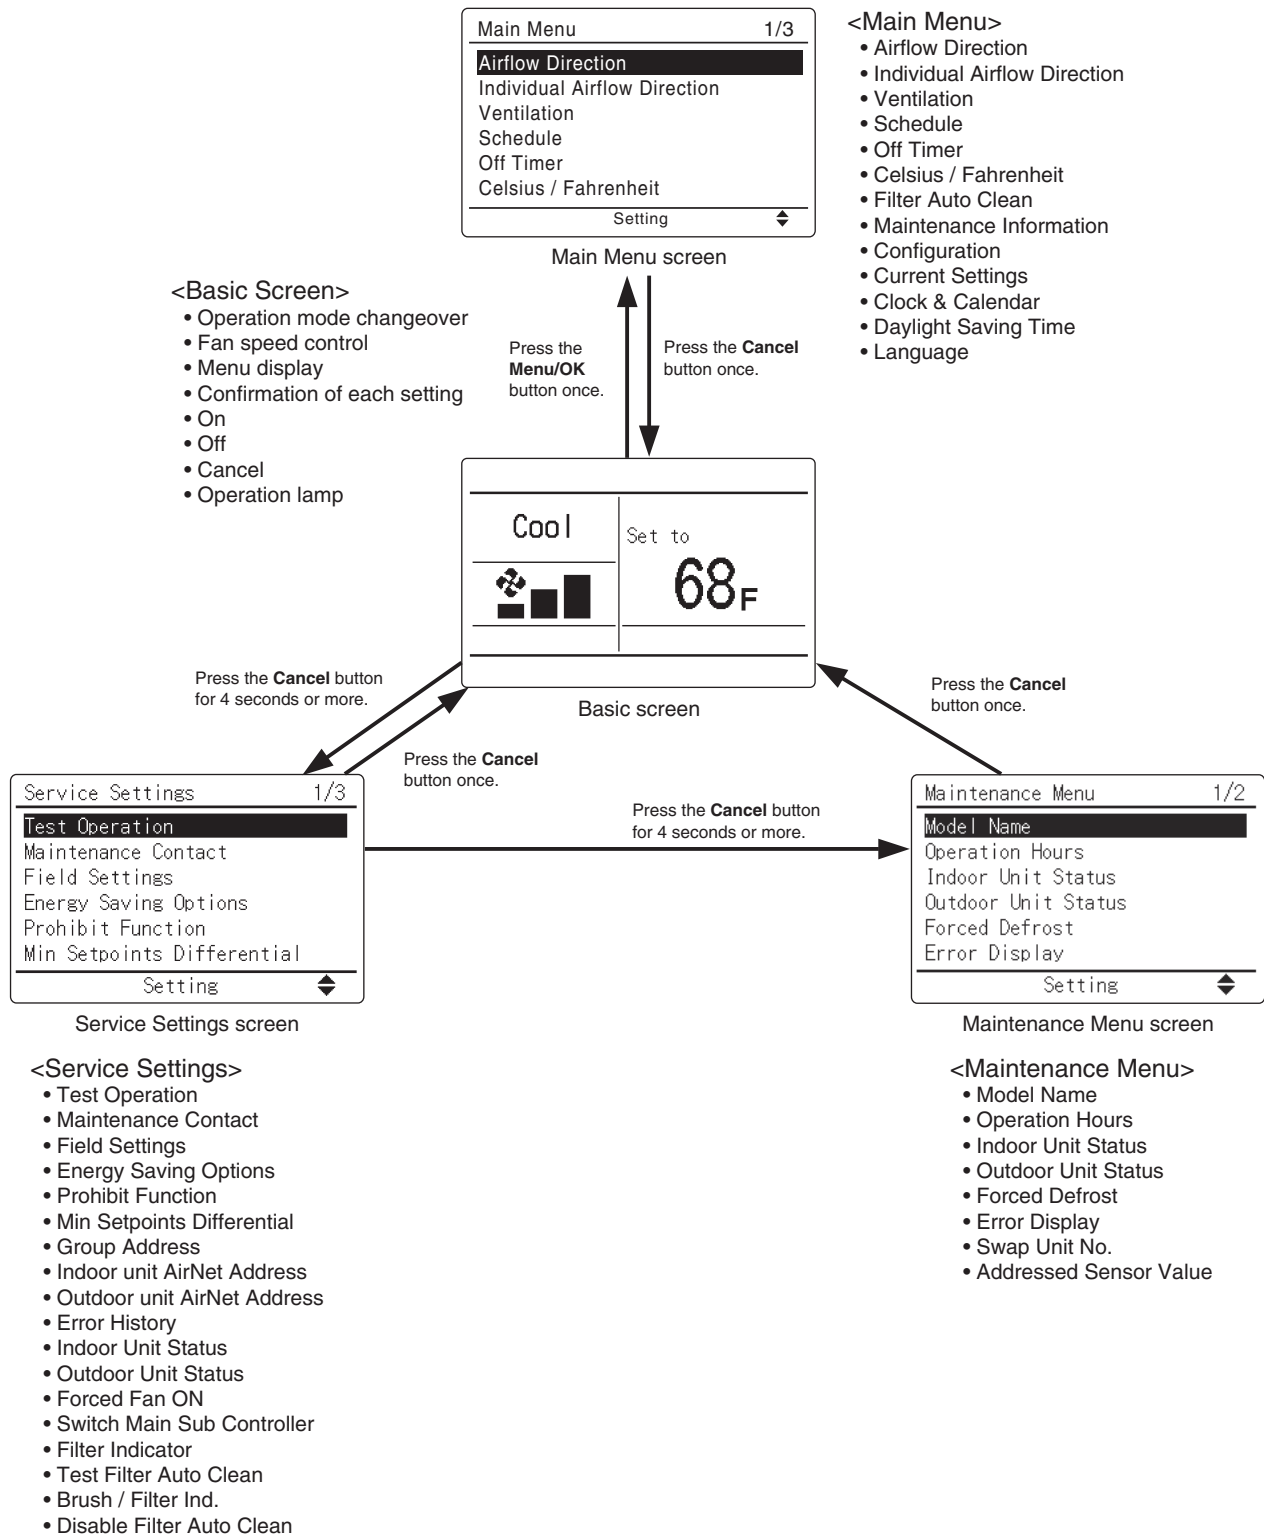 Main Menu 1/3
Airflow Direction
Individual Airflow Direction
Ventilation
Schedule
Off Timer
Celsius / Fahrenheit
Setting
Main Menu screen
<Main Menu>
• Airflow Direction
• Individual Airflow Direction
• Ventilation
• Schedule
• Off Timer
• Celsius / Fahrenheit
• Filter Auto Clean
• Maintenance Information
• Configuration
• Current Settings
• Clock & Calendar
• Daylight Saving Time
• Language
<Basic Screen>
• Operation mode changeover
• Fan speed control
• Menu display
• Confirmation of each setting
• On
• Off
• Cancel
• Operation lamp
Press the
Menu/OK
button once.
Press the Cancel
button once.
Cool
Set to
68F
Basic screen
Press the Cancel button
for 4 seconds or more.
Press the Cancel
button once.
Press the Cancel
button once.
Press the Cancel button
for 4 seconds or more.
Service Settings 1/3
Test Operation
Maintenance Contact
Field Settings
Energy Saving Options
Prohibit Function
Min Setpoints Differential
Setting
Service Settings screen
Maintenance Menu 1/2
Model Name
Operation Hours
Indoor Unit Status
Outdoor Unit Status
Forced Defrost
Error Display
Setting
Maintenance Menu screen
<Service Settings>
• Test Operation
• Maintenance Contact
• Field Settings
• Energy Saving Options
• Prohibit Function
• Min Setpoints Differential
• Group Address
• Indoor unit AirNet Address
• Outdoor unit AirNet Address
• Error History
• Indoor Unit Status
• Outdoor Unit Status
• Forced Fan ON
• Switch Main Sub Controller
• Filter Indicator
• Test Filter Auto Clean
• Brush / Filter Ind.
• Disable Filter Auto Clean
<Maintenance Menu>
• Model Name
• Operation Hours
• Indoor Unit Status
• Outdoor Unit Status
• Forced Defrost
• Error Display
• Swap Unit No.
• Addressed Sensor Value